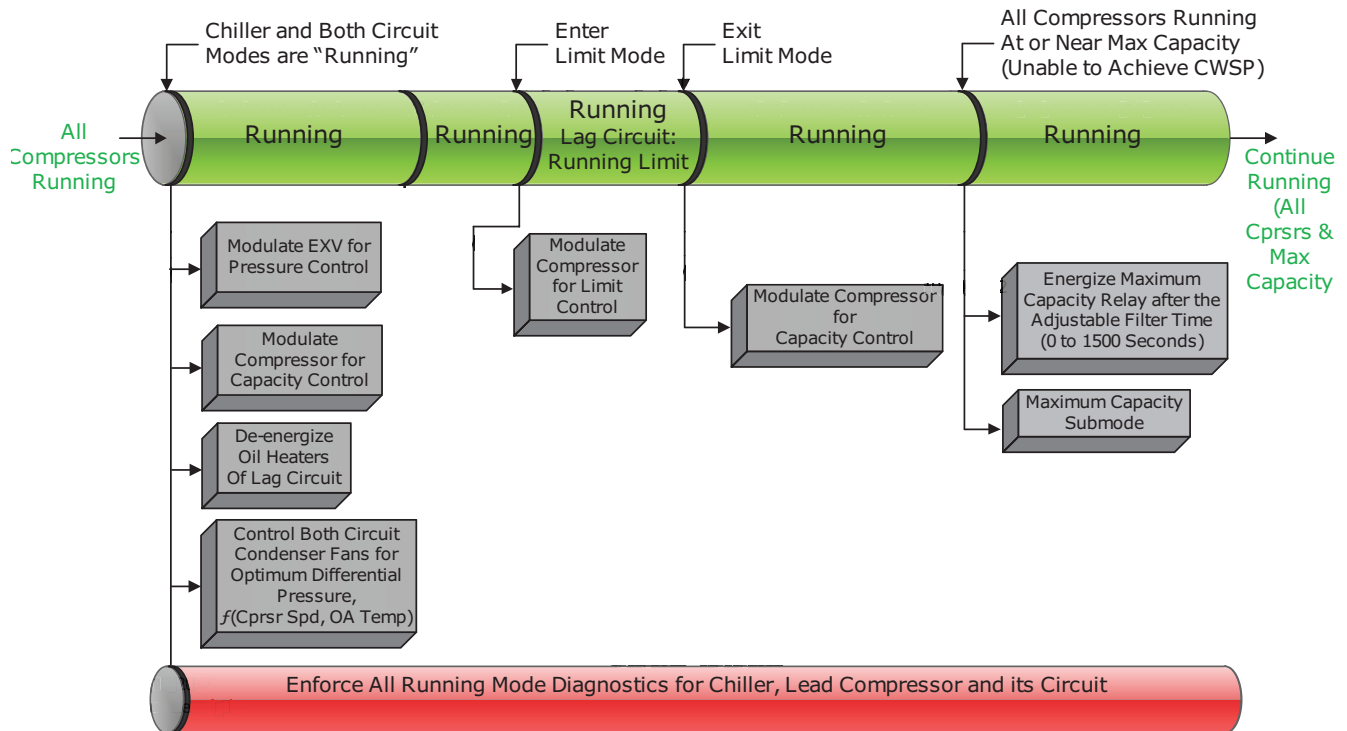 Chiller and Both Circuit
Modes are “Running”
Enter
Limit Mode
Exit
Limit Mode
All Compressors Running
At or Near Max Capacity
(Unable to Achieve CWSP)
All
Compressors
Running
Running
Running
Running
Lag Circuit:
Running Limit
Running
Running
Continue
Running
(All
Cprsrs &
Max
Capacity
Modulate EXV for
Pressure Control
Modulate
Compressor for
Capacity Control
De-energize
Oil Heaters
Of Lag Circuit
Control Both Circuit
Condenser Fans for
Optimum Differential
Pressure,
ƒ(Cprsr Spd, OA Temp)
Modulate
Compressor
for Limit
Control
Modulate Compressor
for
Capacity Control
Energize Maximum
Capacity Relay after the
Adjustable Filter Time
(0 to 1500 Seconds)
Maximum Capacity
Submode
Enforce All Running Mode Diagnostics for Chiller, Lead Compressor and its Circuit